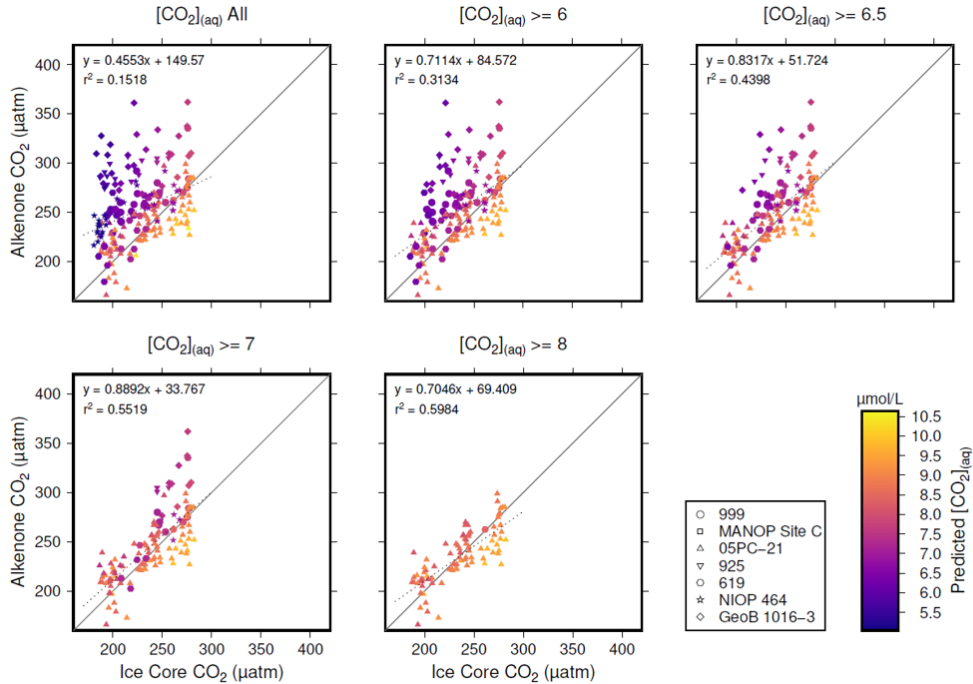 [CO2](aq) All
[CO2](aq) >= 6
[CO2](aq) >= 6.5
y = 0.4553x + 149.57
r² = 0.1518
y = 0.7114x + 84.572
r² = 0.3134
y = 0.8317x + 51.724
r² = 0.4398
400
350
300
250
200
Alkenone CO2 (µatm)
[CO2](aq) >= 7
[CO2](aq) >= 8
y = 0.8892x + 33.767
r² = 0.5519
y = 0.7046x + 69.409
r² = 0.5984
400
350
300
250
200
Alkenone CO2 (µatm)
200 250 300 350 400
200 250 300 350 400
Ice Core CO2 (µatm)
Ice Core CO2 (µatm)
999
MANOP Site C
05PC−21
925
619
NIOP 464
GeoB 1016−3
µmol/L
10.5
10.0
9.5
9.0
8.5
8.0
7.5
7.0
6.5
6.0
5.5
Predicted [CO2](aq)